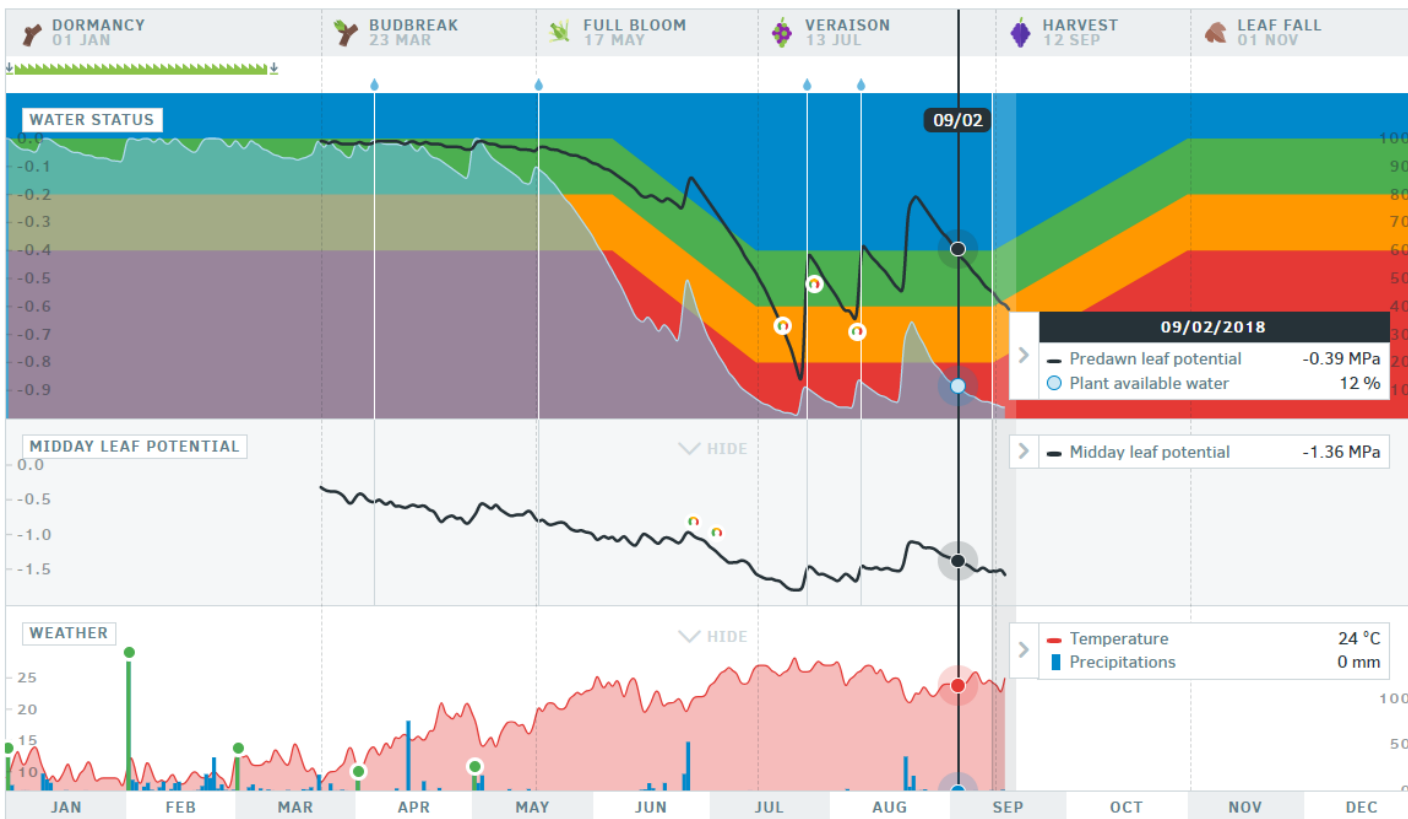 DORMANCY
01 JAN
BUDBREAK
23 MAR
FULL BLOOM
17 MAY
VERAISON
13 JUL
HARVEST
12 SEP
LEAF FALL
01 NOV
WATER STATUS
09/02
0.0
-0.1
-0.2
-0.3
-0.4
-0.5
-0.6
-0.7
-0.8
-0.9
100
90
80
70
60
50
40
30
20
10
09/02/2018
Predawn leaf potential -0.39 MPa
Plant available water 12 %
MIDDAY LEAF POTENTIAL
HIDE
0.0
-0.5
-1.0
-1.5
Midday leaf potential -1.36 MPa
WEATHER
HIDE
25
20
15
10
Temperature 24 °C
Precipitations 0 mm
100
50
0
JAN FEB MAR APR MAY JUN JUL AUG SEP OCT NOV DEC